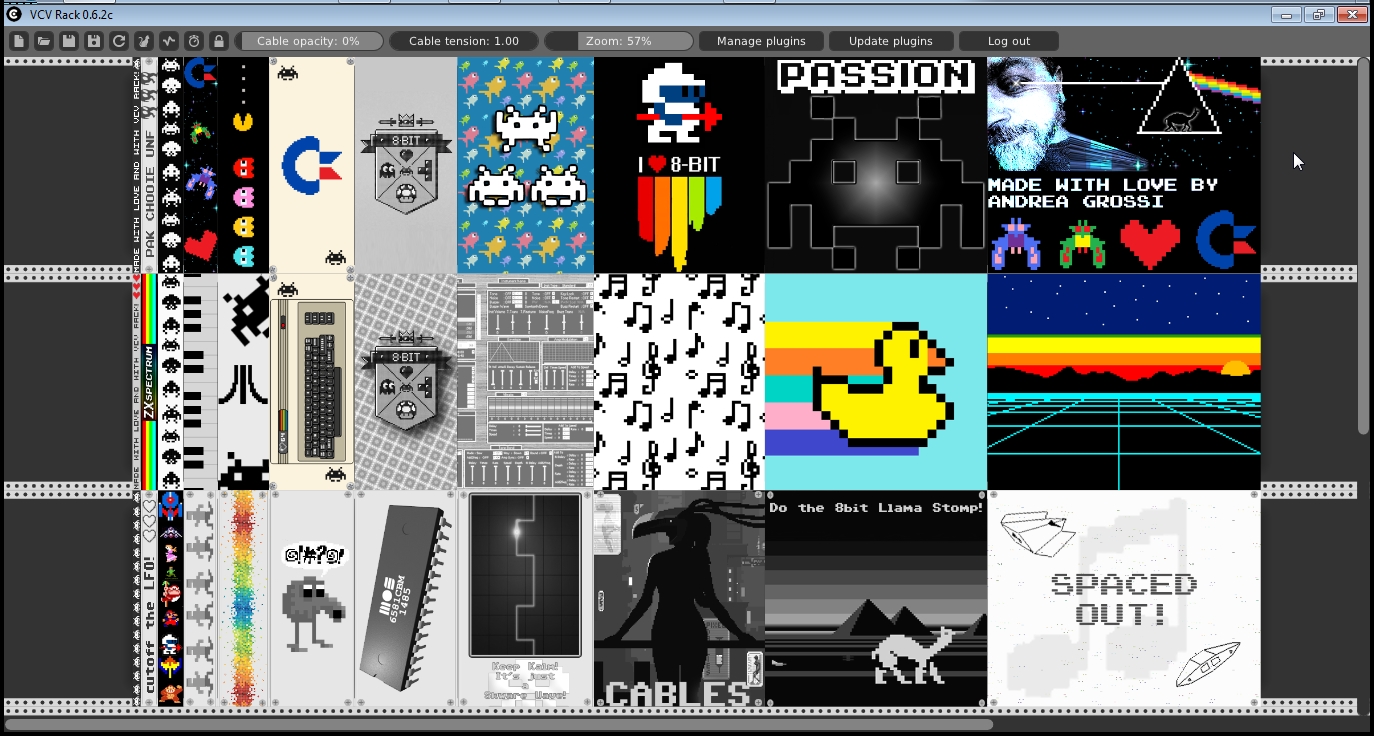 VCV Rack 0.6.2c
Cable opacity: 0%
Cable tension: 1.00
Zoom: 57%
Manage plugins
Update plugins
Log out
MADE WITH LOVE AND WITH VCV RACK!
PAK CHOOIE UNF
8-BIT
I 8-BIT
PASSION
MADE WITH LOVE BY
ANDREA GROSSI
MADE WITH LOVE AND WITH VCV RACK!
ZX SPECTRUM
64
8-BIT
cutoff the LFO!
@!#?@!
MOS
6581CBM
1485
Keep Kalm!
It's just
a
Square Wave!
CABLES
Do the 8bit Llama Stomp!
SPACED
OUT!